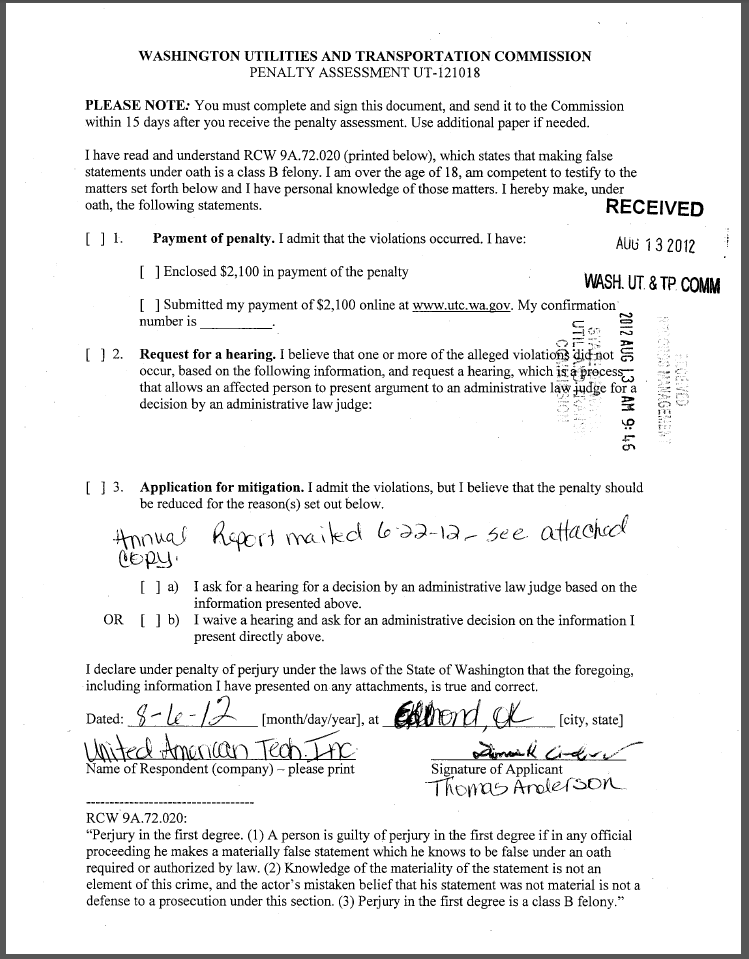 WASHINGTON UTILITIES AND TRANSPORTATION COMMISSION
PENALTY ASSESSMENT UT-121018
PLEASE NOTE: You must complete and sign this document, and send it to the Commission
within 15 days after you receive the penalty assessment. Use additional paper if needed.
I have read and understand RCW 9A.72.020 (printed below), which states that making false
statements under oath is a class B felony. I am over the age of 18, am competent to testify to the
matters set forth below and I have personal knowledge of those matters. I hereby make, under
oath, the following statements.
RECEIVED
AUG 13 2012
WASH. UT. & TP. COMM
[ ] 1. Payment of penalty. I admit that the violations occurred. I have:
[ ] Enclosed $2,100 in payment of the penalty
[ ] Submitted my payment of $2,100 online at www.utc.wa.gov. My confirmation
number is __________.
2012 AUG 13 AM 9:46
[ ] 2. Request for a hearing. I believe that one or more of the alleged violations did not
occur, based on the following information, and request a hearing, which is a process
that allows an affected person to present argument to an administrative law judge for a
decision by an administrative law judge:
[ ] 3. Application for mitigation. I admit the violations, but I believe that the penalty should
be reduced for the reason(s) set out below.
Annual Report mailed 6-22-12 - see attached
copy.
[ ] a) I ask for a hearing for a decision by an administrative law judge based on the
information presented above.
OR [ ] b) I waive a hearing and ask for an administrative decision on the information I
present directly above.
I declare under penalty of perjury under the laws of the State of Washington that the foregoing,
including information I have presented on any attachments, is true and correct.
Dated: 8-6-12 [month/day/year], at Edmond, OK [city, state]
United American Tech. Inc
Name of Respondent (company) – please print
Signature of Applicant
Thomas Anderson
-----------------------------------
RCW 9A.72.020:
“Perjury in the first degree. (1) A person is guilty of perjury in the first degree if in any official
proceeding he makes a materially false statement which he knows to be false under an oath
required or authorized by law. (2) Knowledge of the materiality of the statement is not an
element of this crime, and the actor’s mistaken belief that his statement was not material is not a
defense to a prosecution under this section. (3) Perjury in the first degree is a class B felony.”